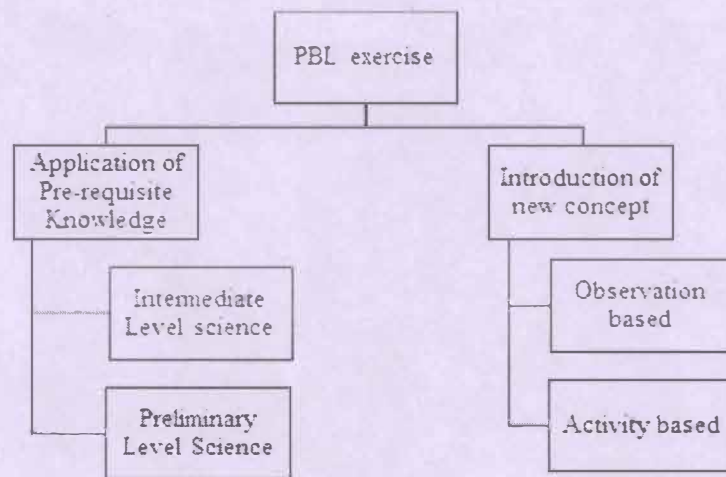 PBL exercise
Application of
Pre-requisite
Knowledge
Introduction of
new concept
Intermediate
Level science
Observation
based
Preliminary
Level Science
Activity based